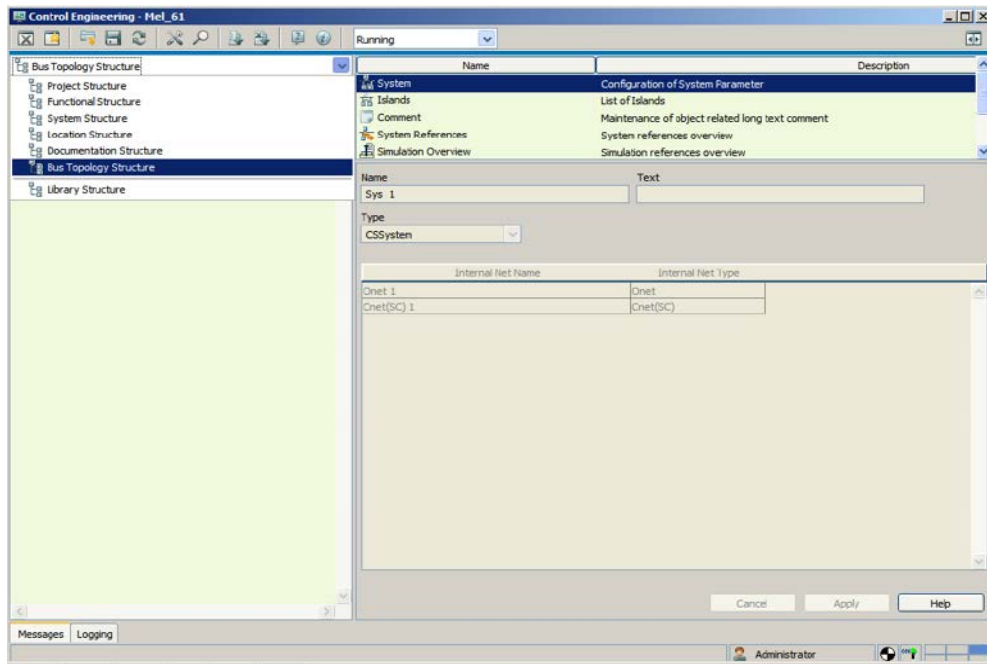 Control Engineering - Mel_61
Running
Bus Topology Structure
Project Structure
Functional Structure
System Structure
Location Structure
Documentation Structure
Bus Topology Structure
Library Structure
Name Description
System Configuration of System Parameter
Islands List of Islands
Comment Maintenance of object related long text comment
System References System references overview
Simulation Overview Simulation references overview
Name Text
Sys 1
Type
CSSystem
Internal Net Name Internal Net Type
Onet 1 Onet
Cnet(SC) 1 Cnet(SC)
Cancel Apply Help
Messages Logging
Administrator